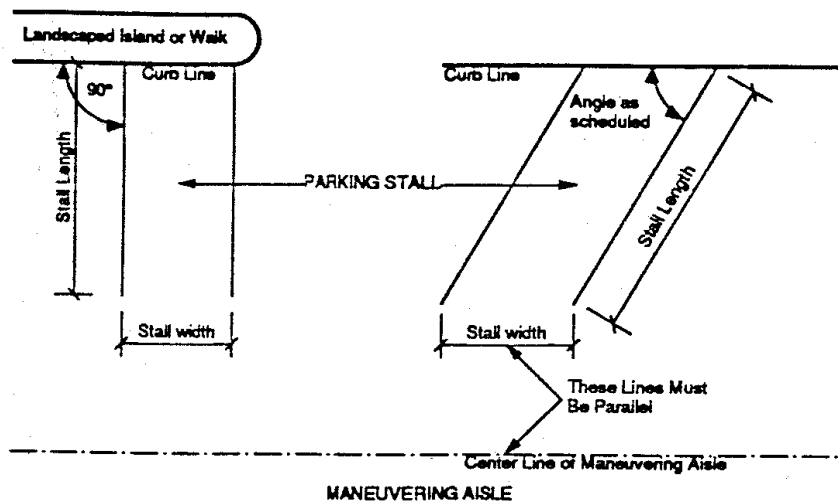 Landscaped Island or Walk
Curb Line
Curb Line
90°
Angle as
scheduled
Stall Length
PARKING STALL
Stall Length
Stall width
Stall width
These Lines Must
Be Parallel
Center Line of Maneuvering Aisle
MANEUVERING AISLE